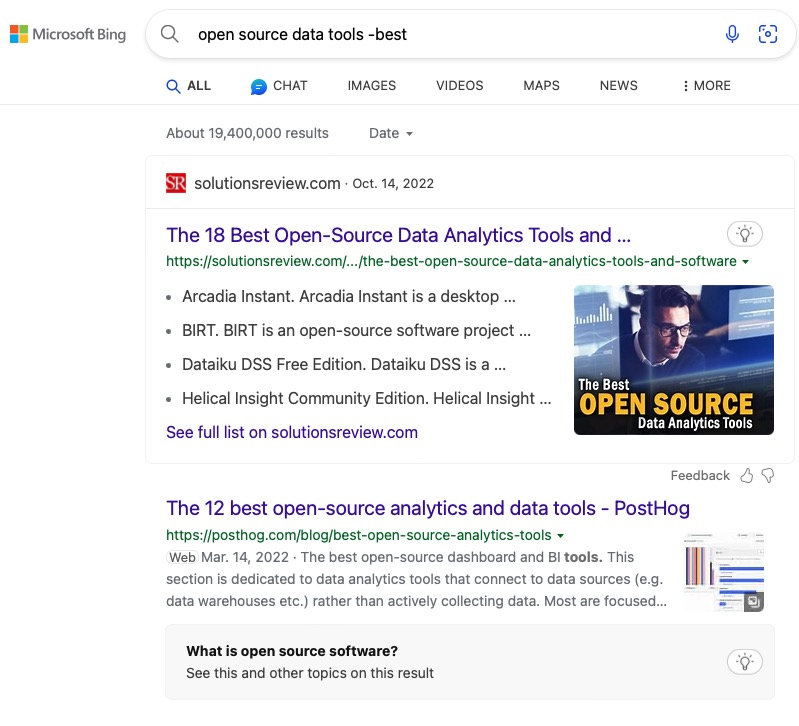 Microsoft Bing
open source data tools -best
ALL CHAT IMAGES VIDEOS MAPS NEWS MORE
About 19,400,000 results Date
SR solutionsreview.com · Oct. 14, 2022
The 18 Best Open-Source Data Analytics Tools and ...
https://solutionsreview.com/.../the-best-open-source-data-analytics-tools-and-software
Arcadia Instant. Arcadia Instant is a desktop ...
BIRT. BIRT is an open-source software project ...
Dataiku DSS Free Edition. Dataiku DSS is a ...
Helical Insight Community Edition. Helical Insight ...
The Best
OPEN SOURCE
Data Analytics Tools
See full list on solutionsreview.com
Feedback
The 12 best open-source analytics and data tools - PostHog
https://posthog.com/blog/best-open-source-analytics-tools
Web Mar. 14, 2022 · The best open-source dashboard and BI tools. This
section is dedicated to data analytics tools that connect to data sources (e.g.
data warehouses etc.) rather than actively collecting data. Most are focused...
What is open source software?
See this and other topics on this result